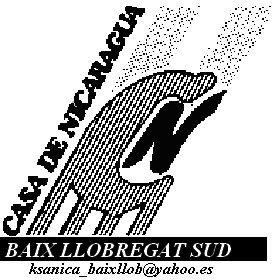 CASA DE NICARAGUA
N
BAIX LLOBREGAT SUD
ksanica_baixllob@yahoo.es